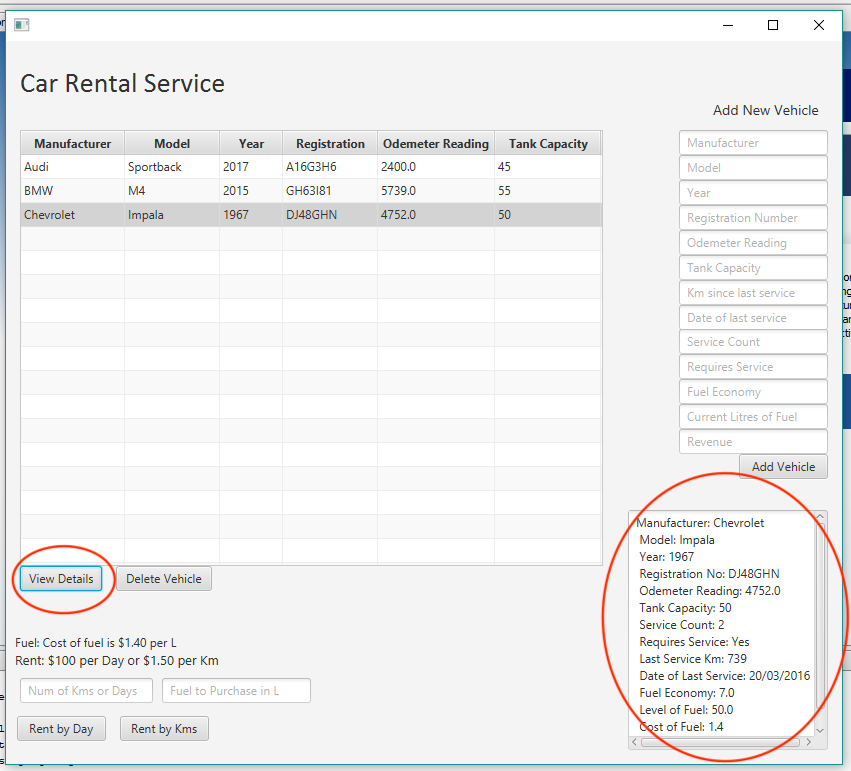 Car Rental Service
Add New Vehicle
Manufacturer Model Year Registration Odemeter Reading Tank Capacity
Audi Sportback 2017 A16G3H6 2400.0 45
BMW M4 2015 GH63I81 5739.0 55
Chevrolet Impala 1967 DJ48GHN 4752.0 50
Manufacturer
Model
Year
Registration Number
Odemeter Reading
Tank Capacity
Km since last service
Date of last service
Service Count
Requires Service
Fuel Economy
Current Litres of Fuel
Revenue
Add Vehicle
View Details Delete Vehicle
Manufacturer: Chevrolet
Model: Impala
Year: 1967
Registration No: DJ48GHN
Odemeter Reading: 4752.0
Tank Capacity: 50
Service Count: 2
Requires Service: Yes
Last Service Km: 739
Date of Last Service: 20/03/2016
Fuel Economy: 7.0
Level of Fuel: 50.0
Cost of Fuel: 1.4
Fuel: Cost of fuel is $1.40 per L
Rent: $100 per Day or $1.50 per Km
Num of Kms or Days Fuel to Purchase in L
Rent by Day Rent by Kms